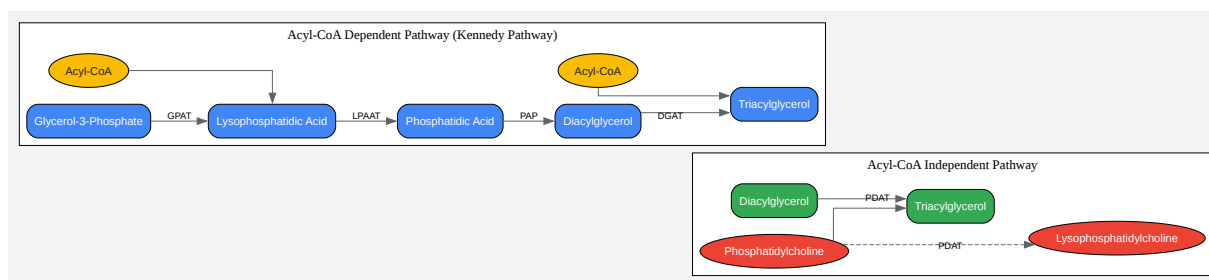 Acyl-CoA Dependent Pathway (Kennedy Pathway)
Acyl-CoA
Acyl-CoA
Glycerol-3-Phosphate
GPAT
Lysophosphatidic Acid
LPAAT
Phosphatidic Acid
PAP
Diacylglycerol
DGAT
Triacylglycerol
Acyl-CoA Independent Pathway
Diacylglycerol
PDAT
Triacylglycerol
Phosphatidylcholine
PDAT
Lysophosphatidylcholine